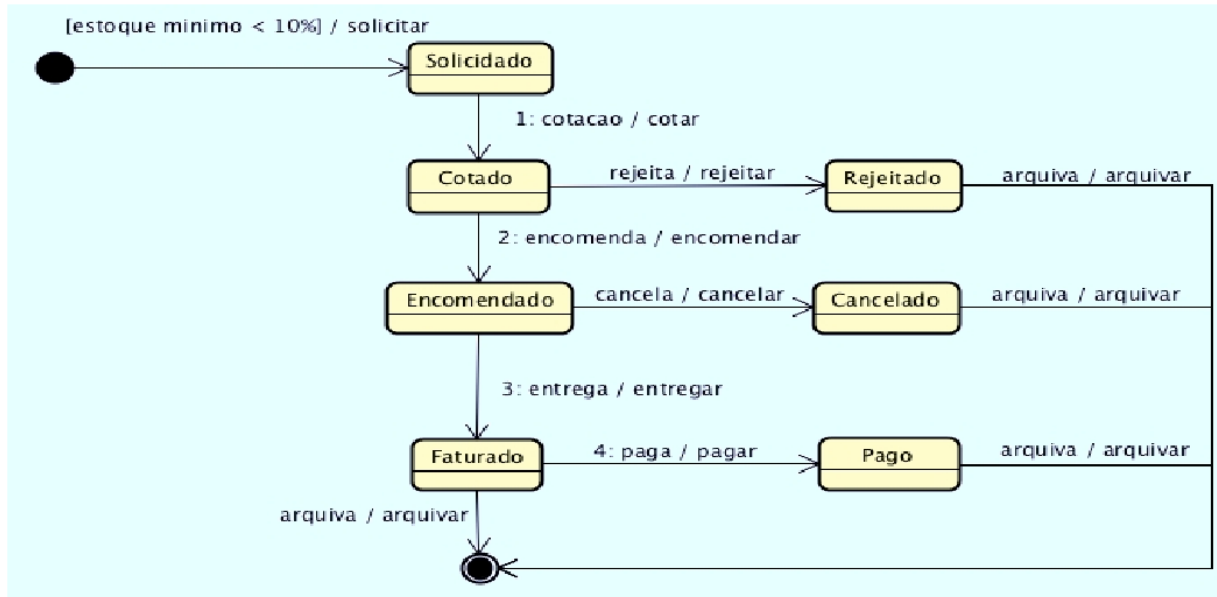 [estoque minimo < 10%] / solicitar
Solicidado
1: cotacao / cotar
Cotado
rejeita / rejeitar
Rejeitado
arquiva / arquivar
2: encomenda / encomendar
Encomendado
cancela / cancelar
Cancelado
arquiva / arquivar
3: entrega / entregar
Faturado
4: paga / pagar
Pago
arquiva / arquivar
arquiva / arquivar